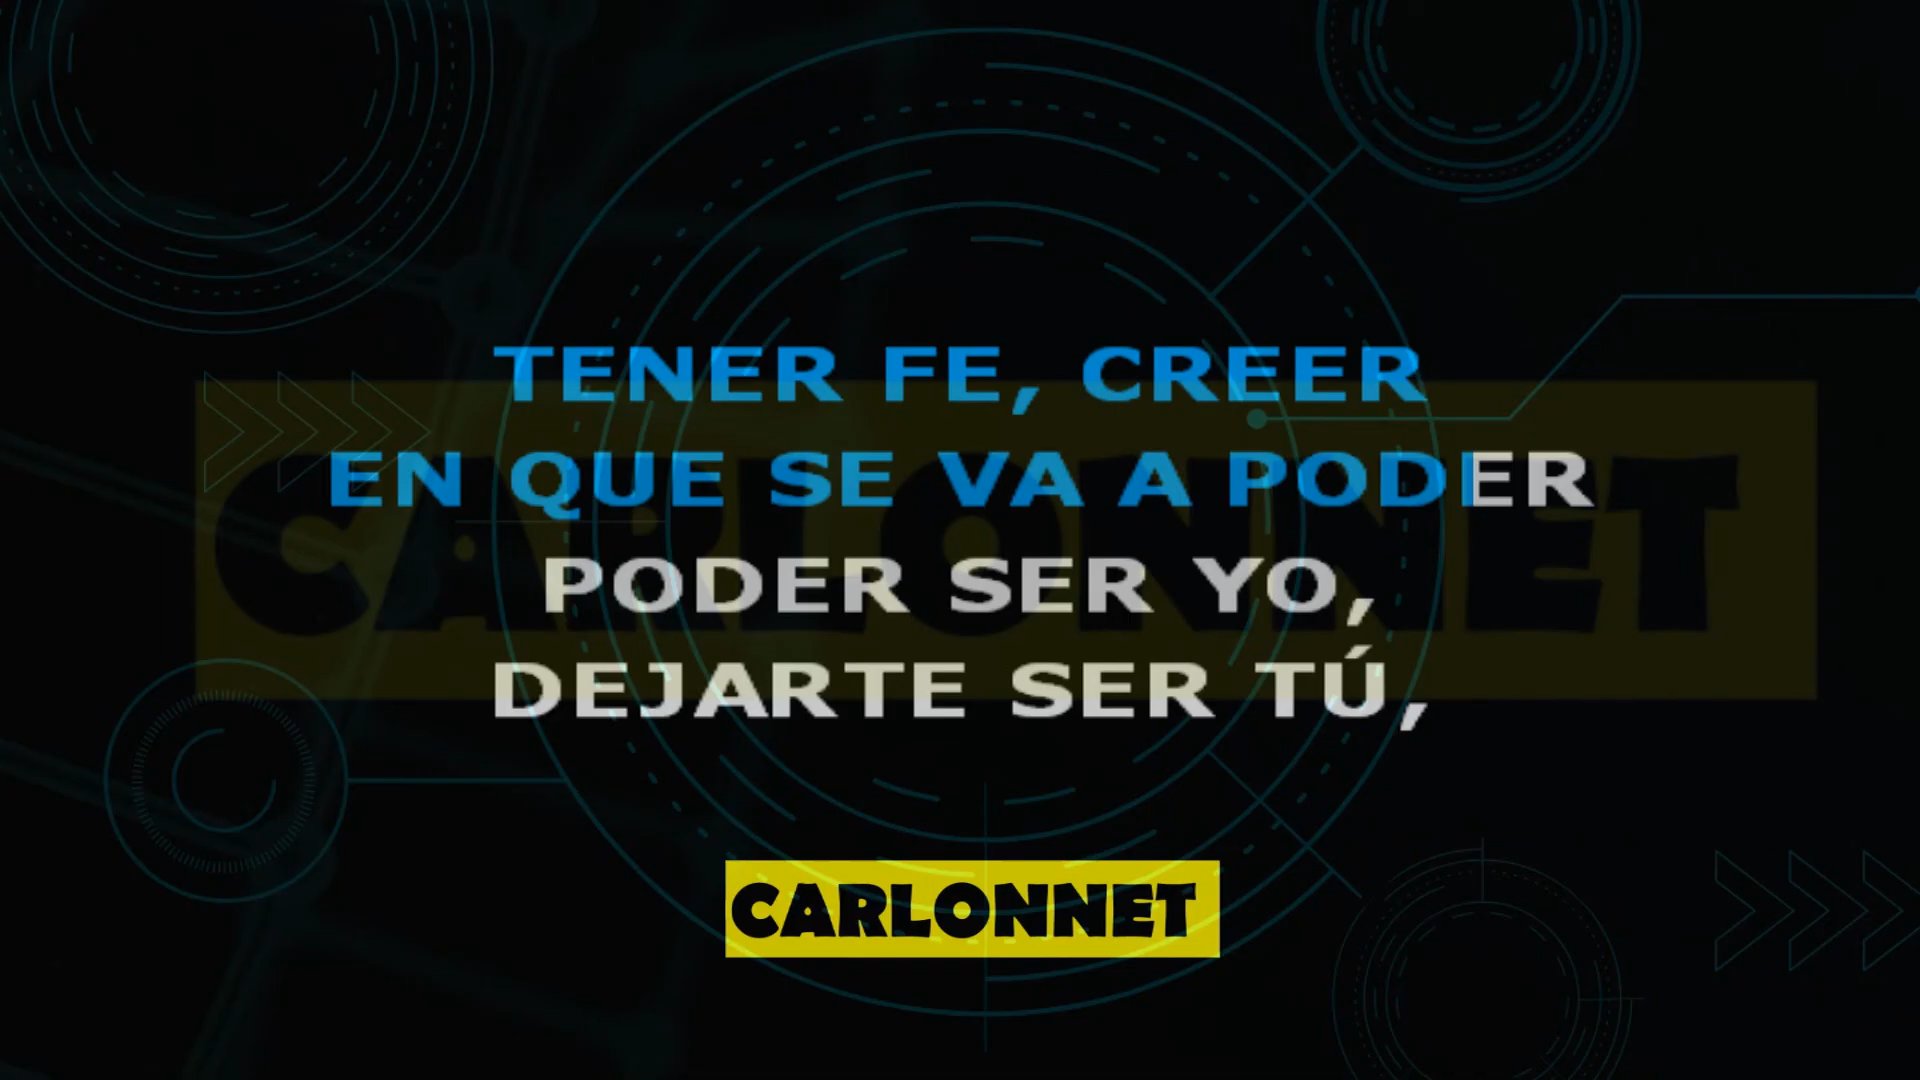 TENER FE, CREER
EN QUE SE VA A PODER
PODER SER YO,
DEJARTE SER TÚ,
CARLONNET
CARLONNET